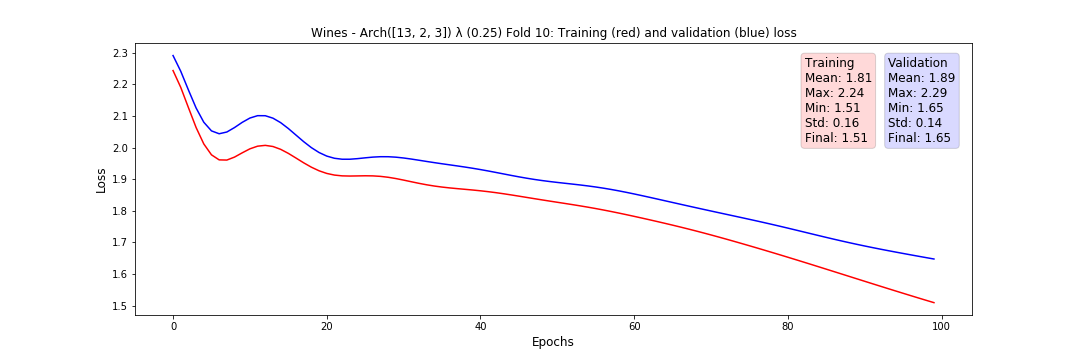 Wines - Arch([13, 2, 3]) λ (0.25) Fold 10: Training (red) and validation (blue) loss
Loss
2.3
2.2
2.1
2.0
1.9
1.8
1.7
1.6
1.5
Training
Mean: 1.81
Max: 2.24
Min: 1.51
Std: 0.16
Final: 1.51
Validation
Mean: 1.89
Max: 2.29
Min: 1.65
Std: 0.14
Final: 1.65
0 20 40 60 80 100
Epochs